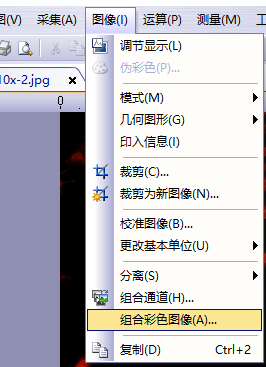 (V) 采集(A) 图像(I) 运算(P) 测量(M) 工
10x-2.jpg
0
调节显示(L)
伪彩色(P)...
模式(M)
几何图形(G)
印入信息(I)
裁剪(C)...
裁剪为新图像(N)...
校准图像(B)...
更改基本单位(U)
分离(S)
组合通道(H)...
组合彩色图像(A)...
复制(D) Ctrl+2